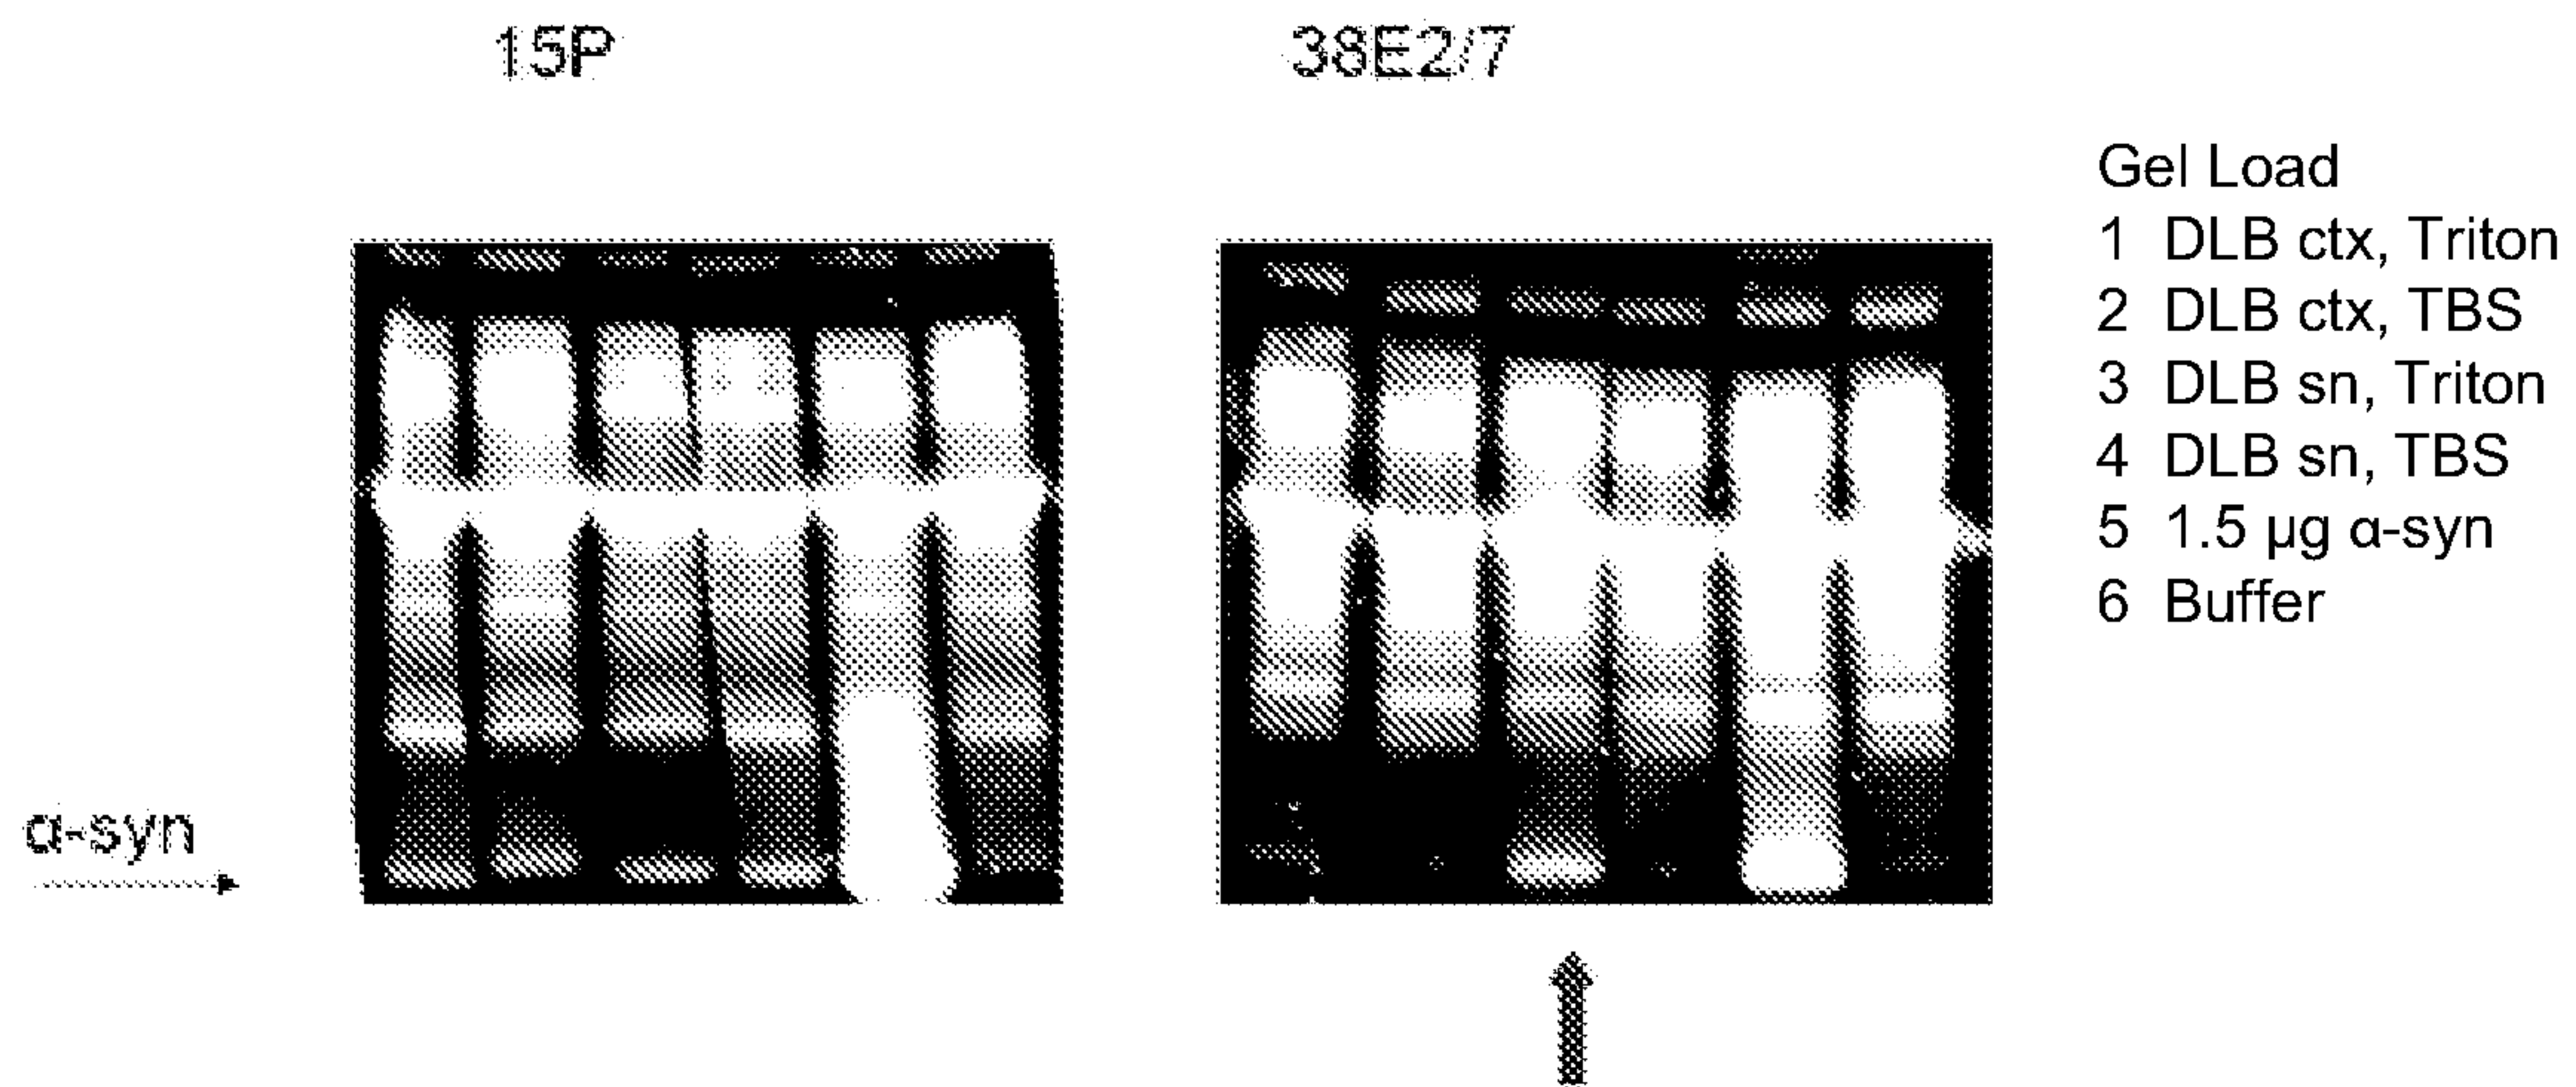 15P
38E2/7
Gel Load
1 DLB ctx, Triton
2 DLB ctx, TBS
3 DLB sn, Triton
4 DLB sn, TBS
5 1.5 µg α-syn
6 Buffer
α-syn